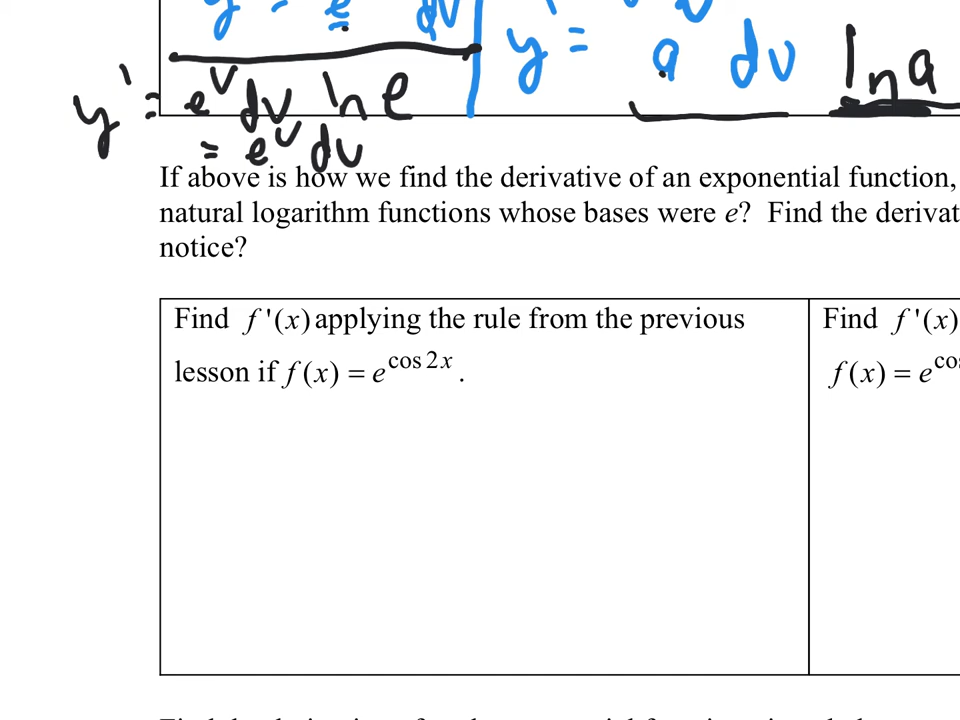 y = e dv
y = a dv ln a
y' = e^v dv ln e
= e^v dv
If above is how we find the derivative of an exponential function,
natural logarithm functions whose bases were e? Find the derivat
notice?
Find f '(x) applying the rule from the previous
lesson if f(x) = e^cos 2x .
Find f '(x)
f(x) = e^cos